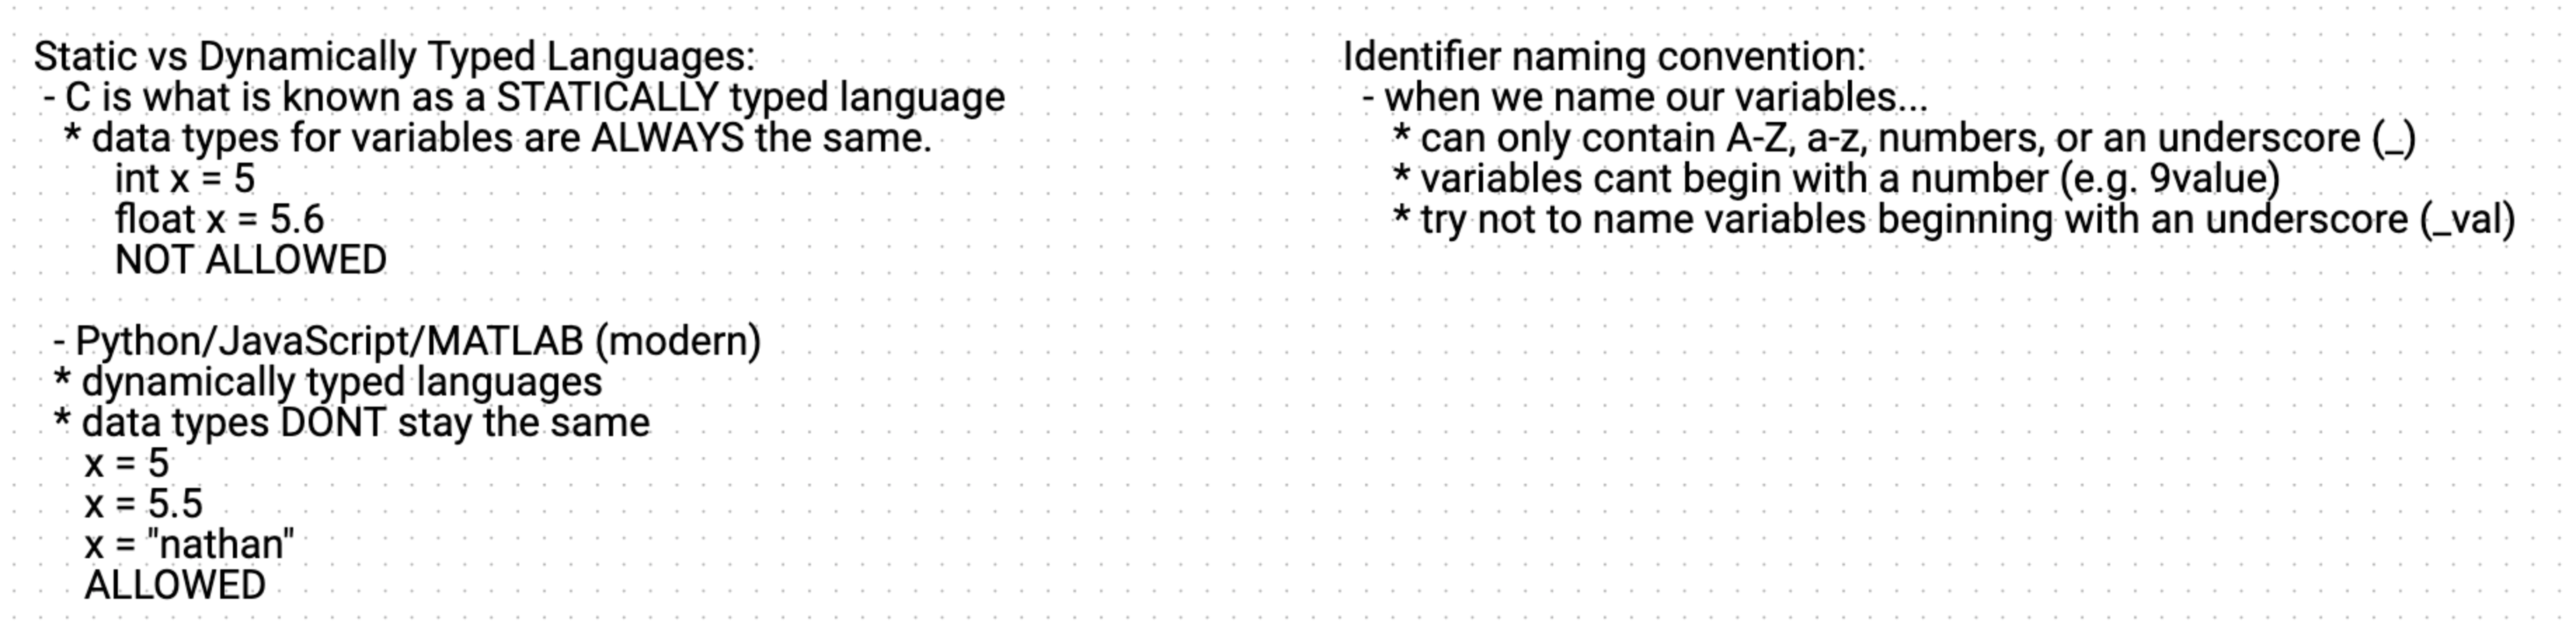 Static vs Dynamically Typed Languages:
- C is what is known as a STATICALLY typed language
* data types for variables are ALWAYS the same.
int x = 5
float x = 5.6
NOT ALLOWED
- Python/JavaScript/MATLAB (modern)
* dynamically typed languages
* data types DONT stay the same
x = 5
x = 5.5
x = "nathan"
ALLOWED
Identifier naming convention:
- when we name our variables...
* can only contain A-Z, a-z, numbers, or an underscore (_)
* variables cant begin with a number (e.g. 9value)
* try not to name variables beginning with an underscore (_val)